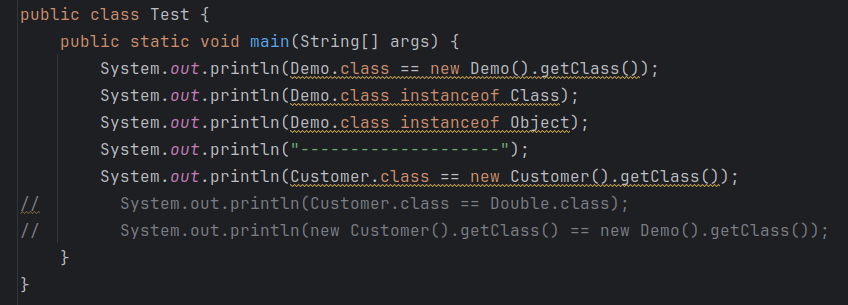 public class Test {
    public static void main(String[] args) {
        System.out.println(Demo.class == new Demo().getClass());
        System.out.println(Demo.class instanceof Class);
        System.out.println(Demo.class instanceof Object);
        System.out.println("--------------------");
        System.out.println(Customer.class == new Customer().getClass());
//        System.out.println(Customer.class == Double.class);
//        System.out.println(new Customer().getClass() == new Demo().getClass());
    }
}